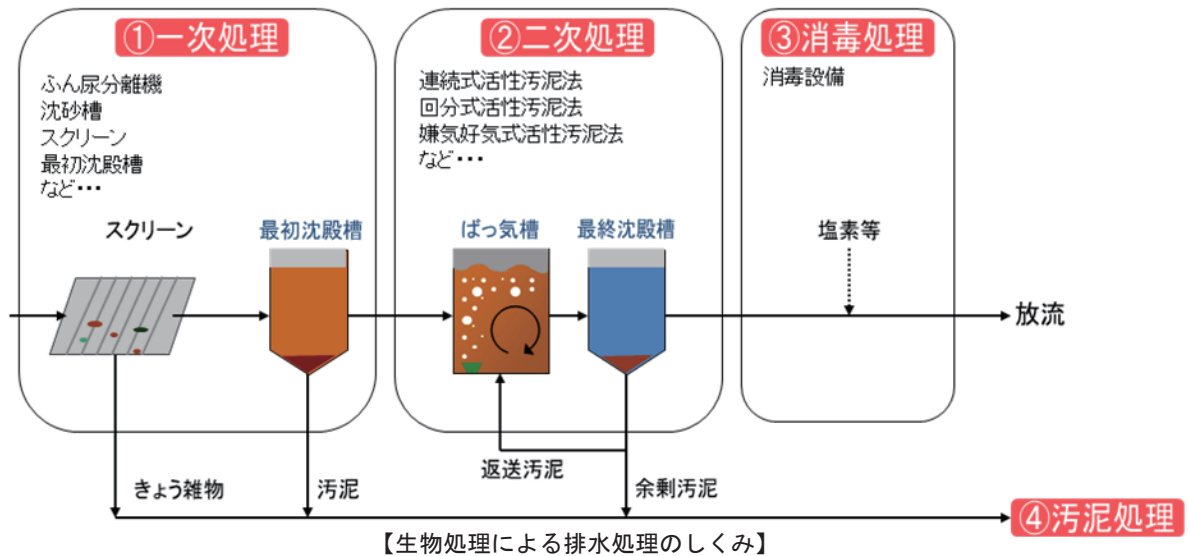 ①一次処理
ふん尿分離機
沈砂槽
スクリーン
最初沈殿槽
など･･･
スクリーン
最初沈殿槽
②二次処理
連続式活性汚泥法
回分式活性汚泥法
嫌気好気式活性汚泥法
など･･･
ばっ気槽
最終沈殿槽
③消毒処理
消毒設備
塩素等
放流
返送汚泥
きょう雑物
汚泥
余剰汚泥
④汚泥処理
【生物処理による排水処理のしくみ】